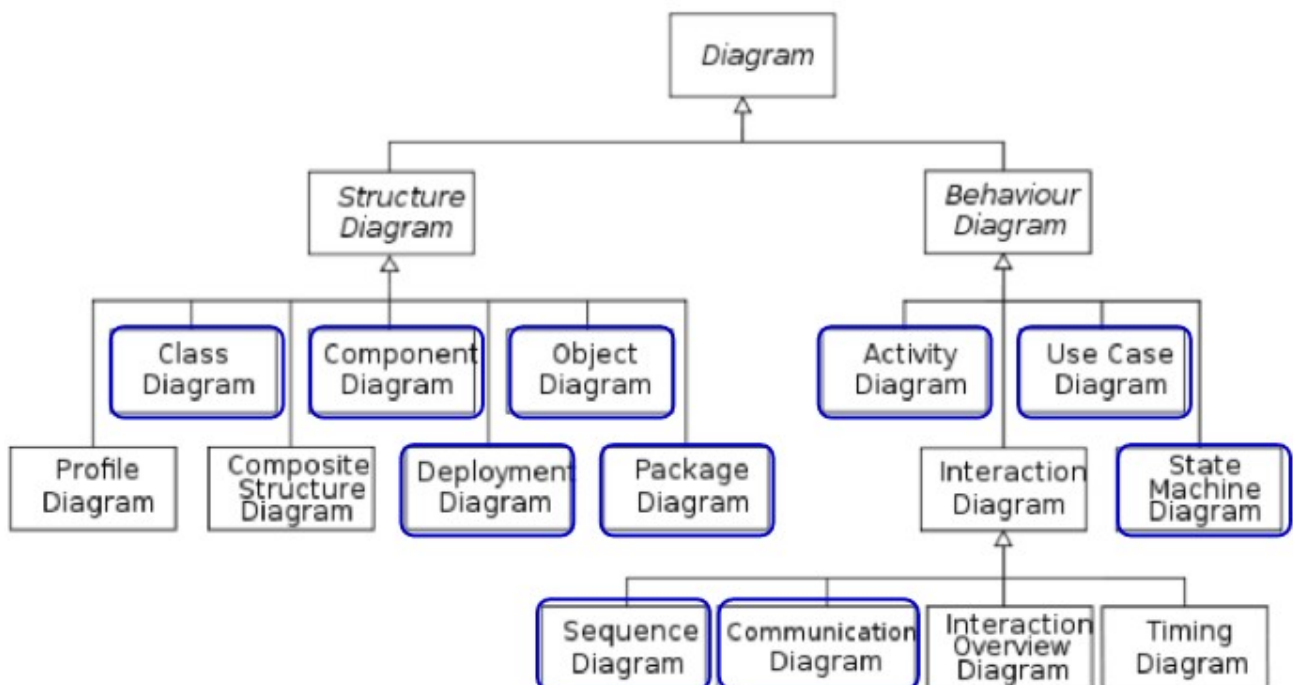 Diagram
Structure
Diagram
Behaviour
Diagram
Class
Diagram
Component
Diagram
Object
Diagram
Activity
Diagram
Use Case
Diagram
Profile
Diagram
Composite
Structure
Diagram
Deployment
Diagram
Package
Diagram
Interaction
Diagram
State
Machine
Diagram
Sequence
Diagram
Communication
Diagram
Interaction
Overview
Diagram
Timing
Diagram